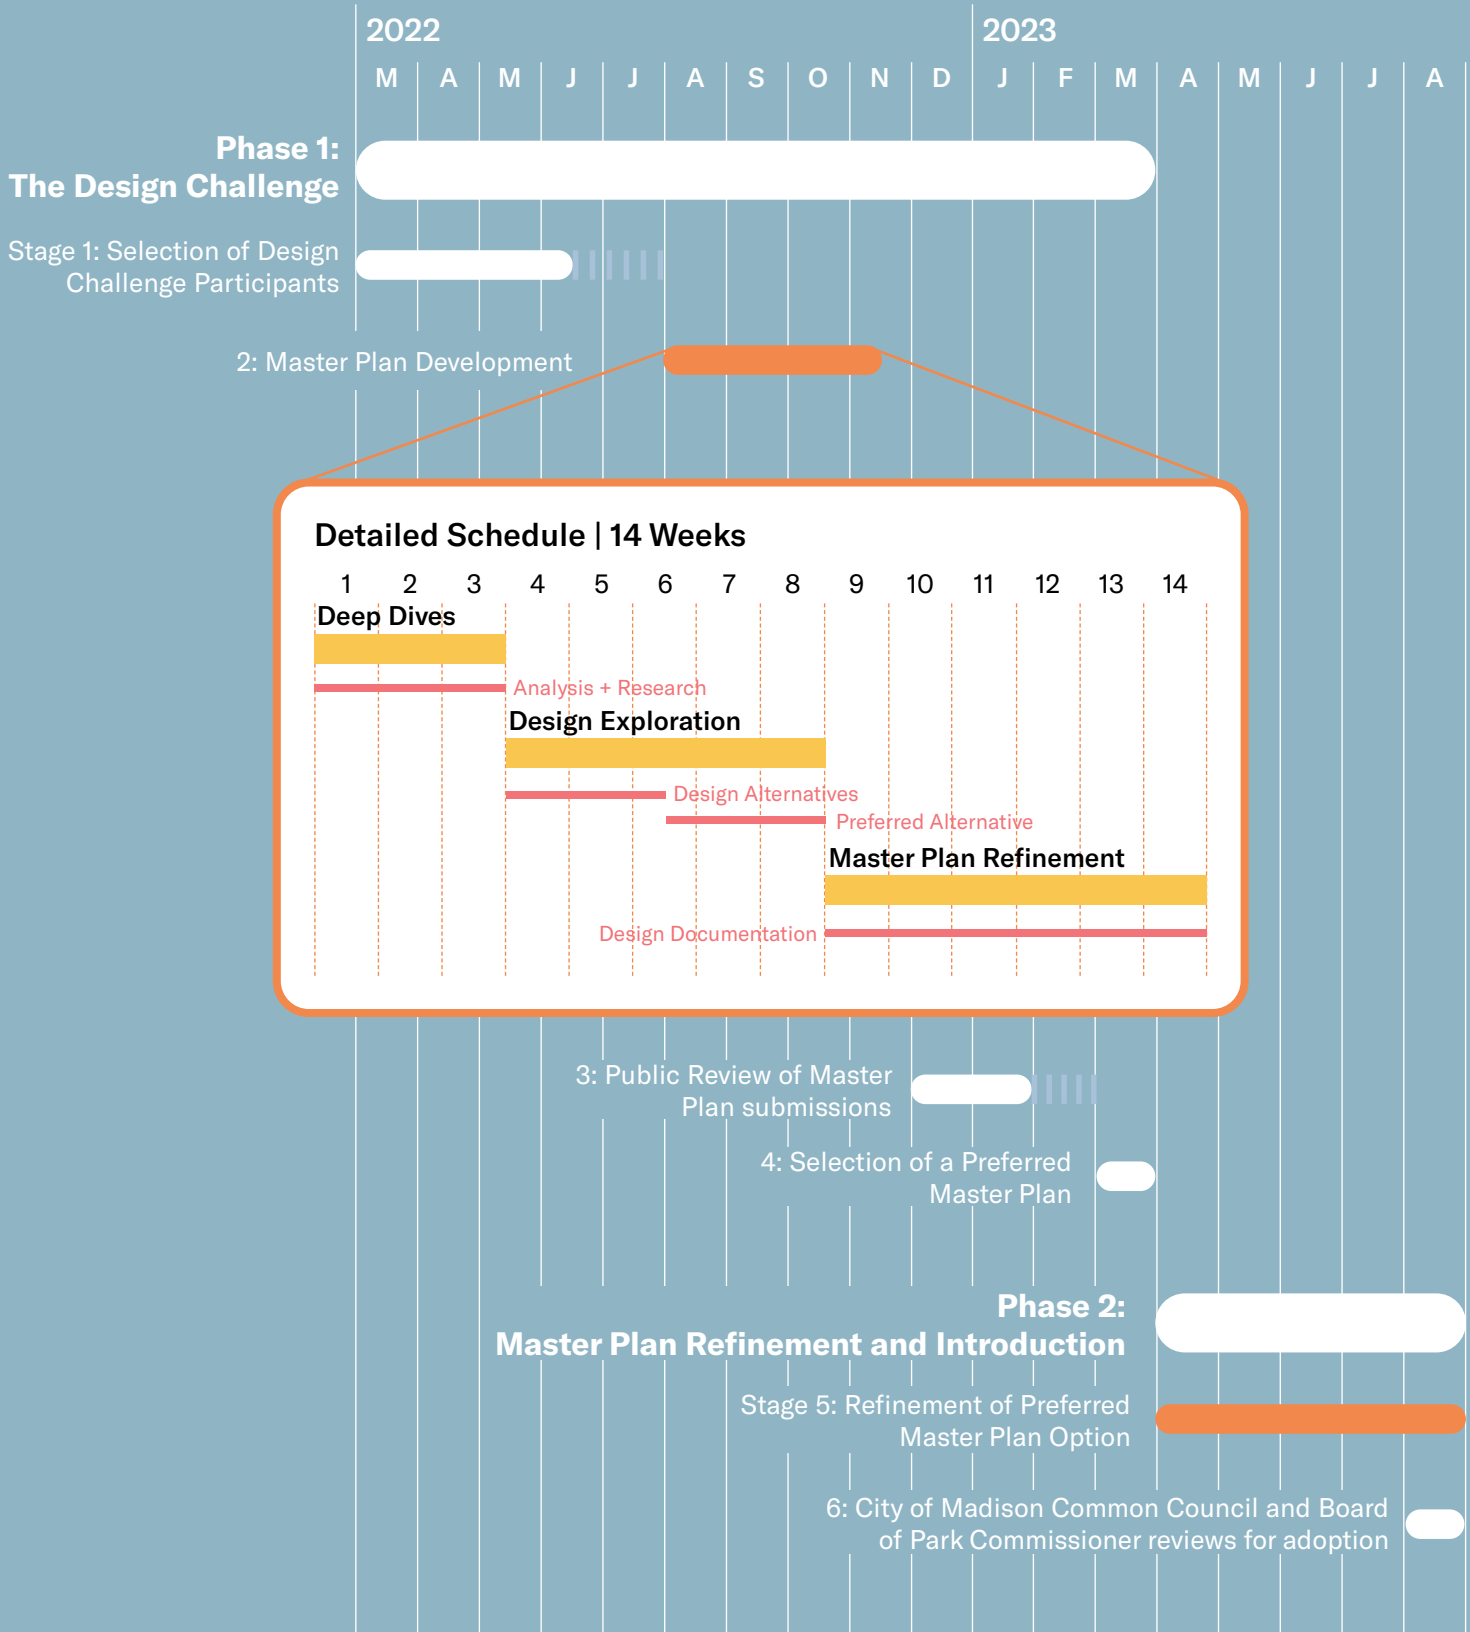 2022 2023
M A M J J A S O N D J F M A M J J A
Phase 1:
The Design Challenge
Stage 1: Selection of Design
Challenge Participants
2: Master Plan Development
Detailed Schedule | 14 Weeks
1 2 3 4 5 6 7 8 9 10 11 12 13 14
Deep Dives
Analysis + Research
Design Exploration
Design Alternatives
Preferred Alternative
Master Plan Refinement
Design Documentation
3: Public Review of Master
Plan submissions
4: Selection of a Preferred
Master Plan
Phase 2:
Master Plan Refinement and Introduction
Stage 5: Refinement of Preferred
Master Plan Option
6: City of Madison Common Council and Board
of Park Commissioner reviews for adoption